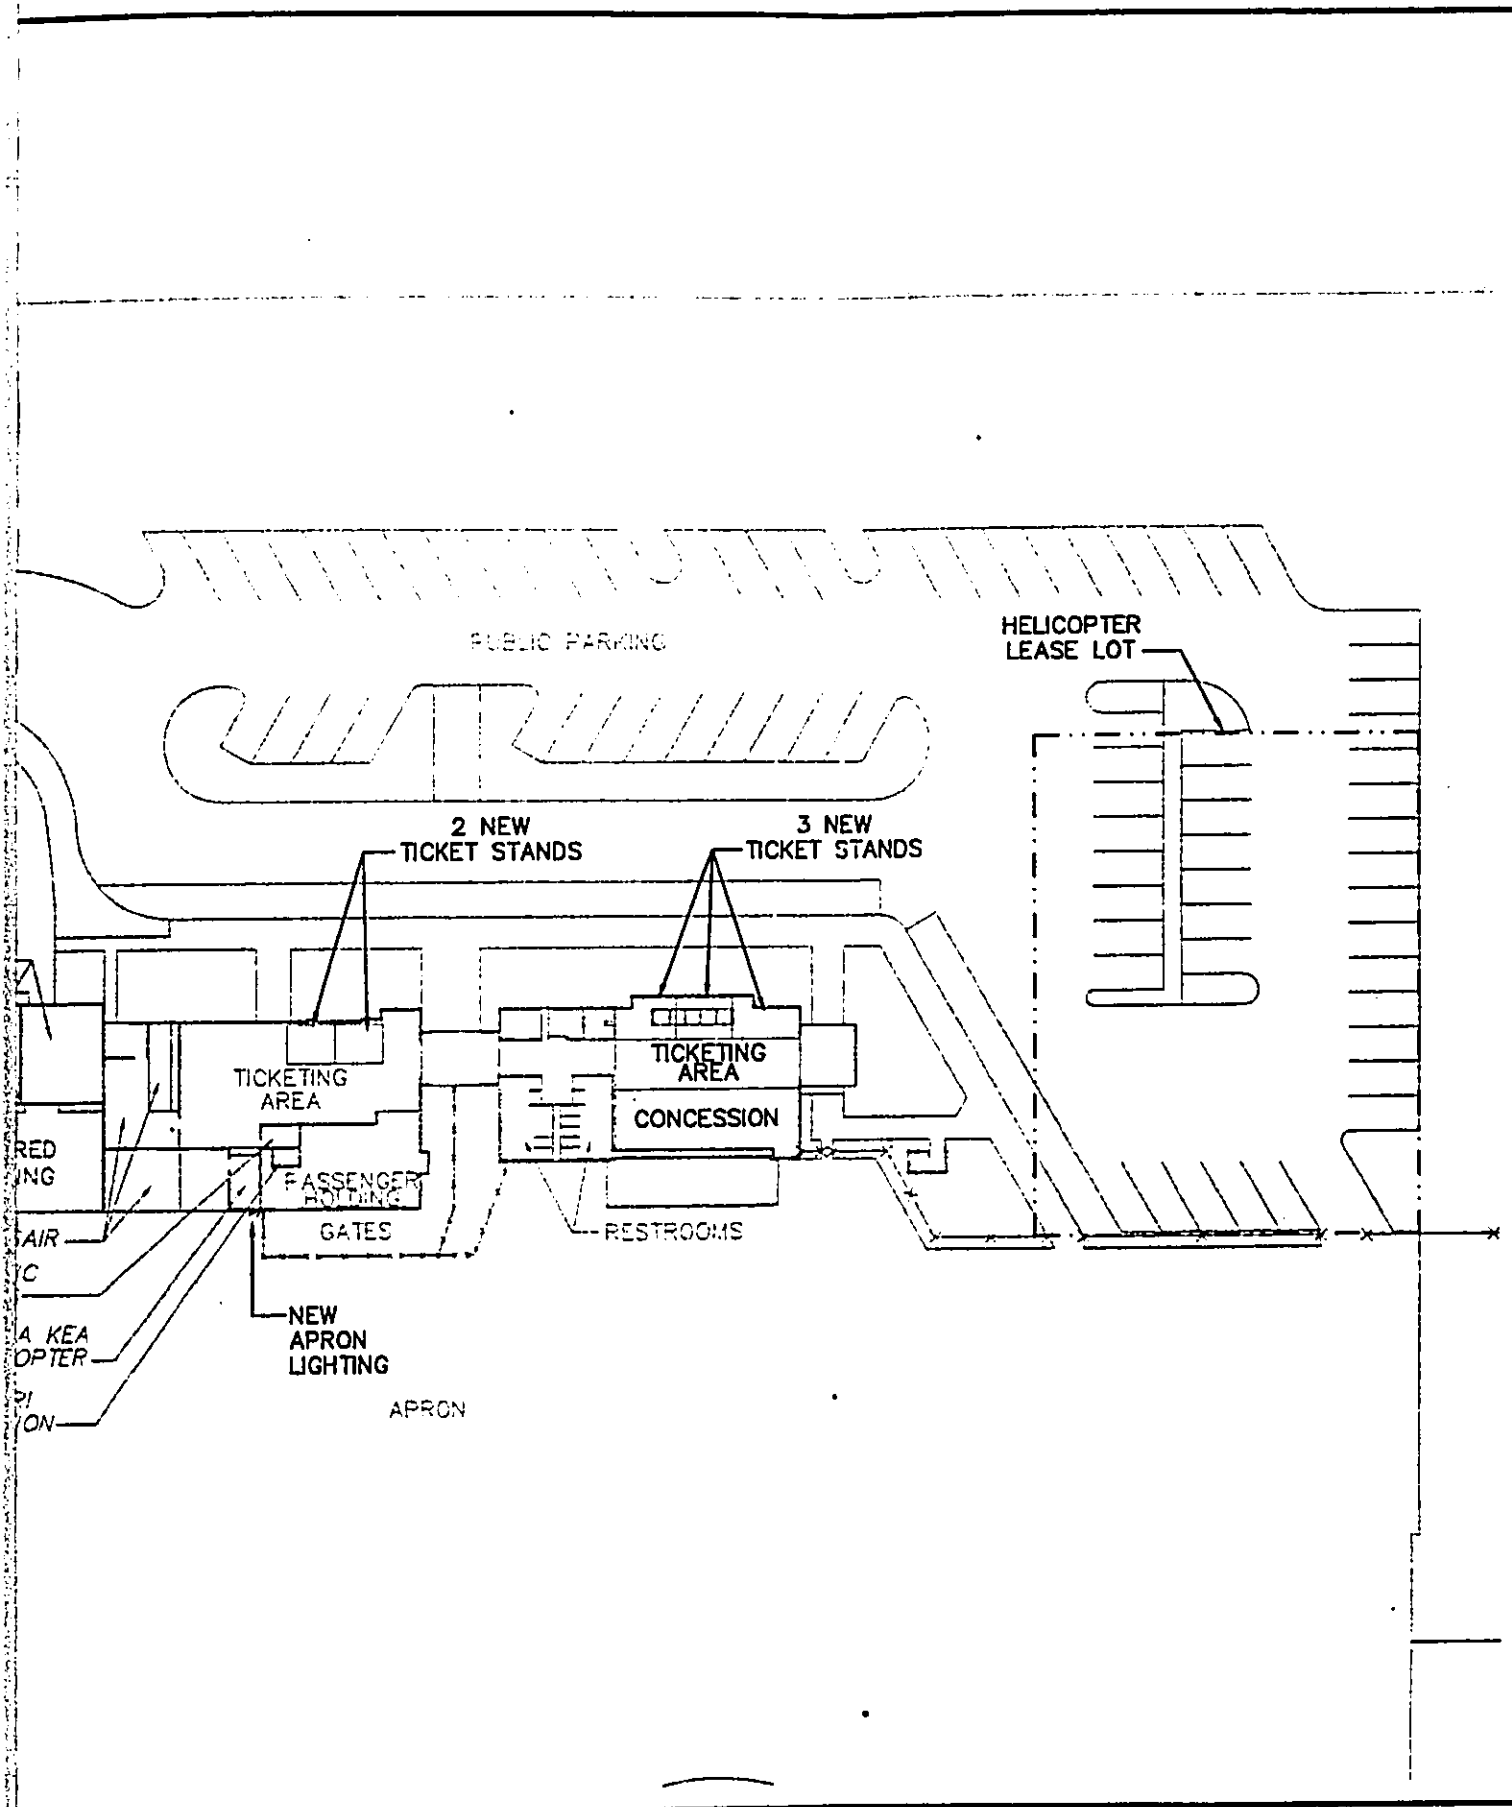 PUBLIC PARKING
HELICOPTER
LEASE LOT
2 NEW
TICKET STANDS
3 NEW
TICKET STANDS
TICKETING
AREA
TICKETING
AREA
CONCESSION
RED
ING
PASSENGER
HOLDING
GATES
RESTROOMS
AIR
C
A KEA
OPTER
NEW
APRON
LIGHTING
ON
APRON